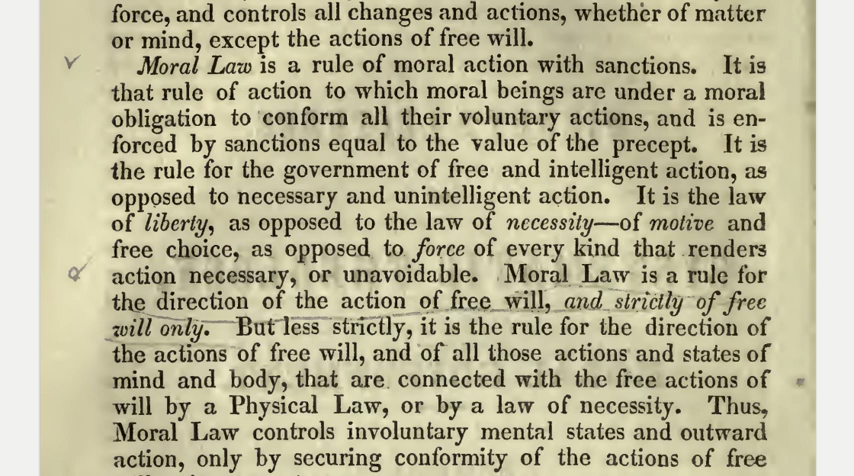 force, and controls all changes and actions, whether of matter
or mind, except the actions of free will.
Moral Law is a rule of moral action with sanctions. It is
that rule of action to which moral beings are under a moral
obligation to conform all their voluntary actions, and is en-
forced by sanctions equal to the value of the precept. It is
the rule for the government of free and intelligent action, as
opposed to necessary and unintelligent action. It is the law
of liberty, as opposed to the law of necessity—of motive and
free choice, as opposed to force of every kind that renders
action necessary, or unavoidable. Moral Law is a rule for
the direction of the action of free will, and strictly of free
will only. But less strictly, it is the rule for the direction of
the actions of free will, and of all those actions and states of
mind and body, that are connected with the free actions of
will by a Physical Law, or by a law of necessity. Thus,
Moral Law controls involuntary mental states and outward
action, only by securing conformity of the actions of free